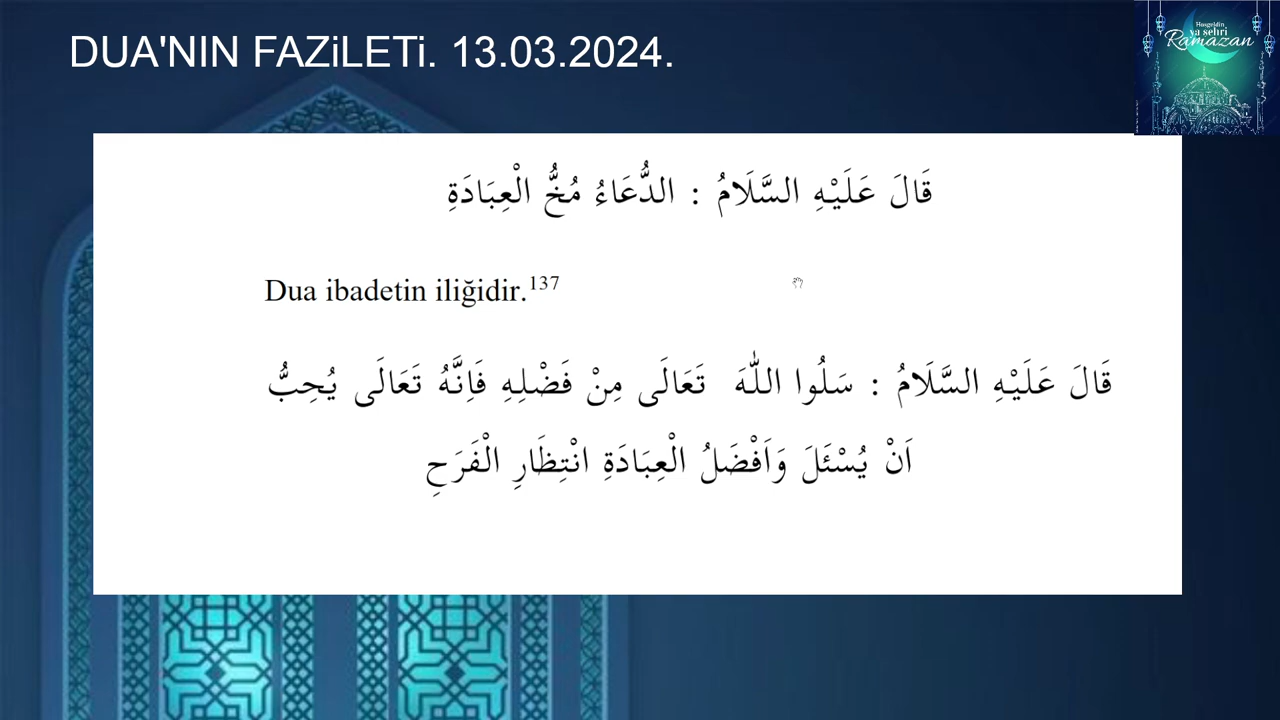 DUA'NIN FAZiLETi. 13.03.2024.
Hoşgeldin
ya şehri
Ramazan
قَالَ عَلَيْهِ السَّلَامُ : الدُّعَاءُ مُخُّ الْعِبَادَةِ
Dua ibadetin iliğidir.137
قَالَ عَلَيْهِ السَّلَامُ : سَلُوا اللّٰهَ تَعَالَى مِنْ فَضْلِهِ فَاِنَّهُ تَعَالَى يُحِبُّ
اَنْ يُسْئَلَ وَاَفْضَلُ الْعِبَادَةِ انْتِظَارِ الْفَرَحِ